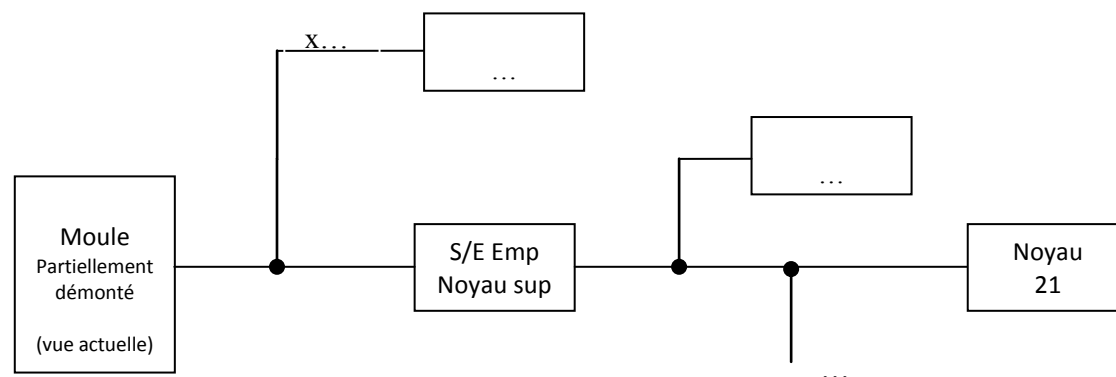 x…
…
…
Moule
Partiellement
démonté
(vue actuelle)
S/E Emp
Noyau sup
Noyau
21
…